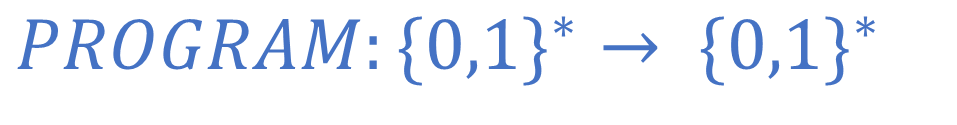 PROGRAM: {0,1}* → {0,1}*